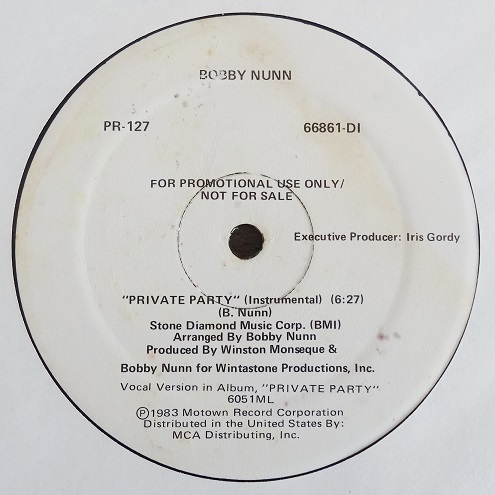 BOBBY NUNN
PR-127 66861-DI
FOR PROMOTIONAL USE ONLY/
NOT FOR SALE
Executive Producer: Iris Gordy
"PRIVATE PARTY" (Instrumental) (6:27)
(B. Nunn)
Stone Diamond Music Corp. (BMI)
Arranged By Bobby Nunn
Produced By Winston Monseque &
Bobby Nunn for Wintastone Productions, Inc.
Vocal Version in Album, "PRIVATE PARTY"
6051ML
Ⓟ1983 Motown Record Corporation
Distributed in the United States By:
MCA Distributing, Inc.